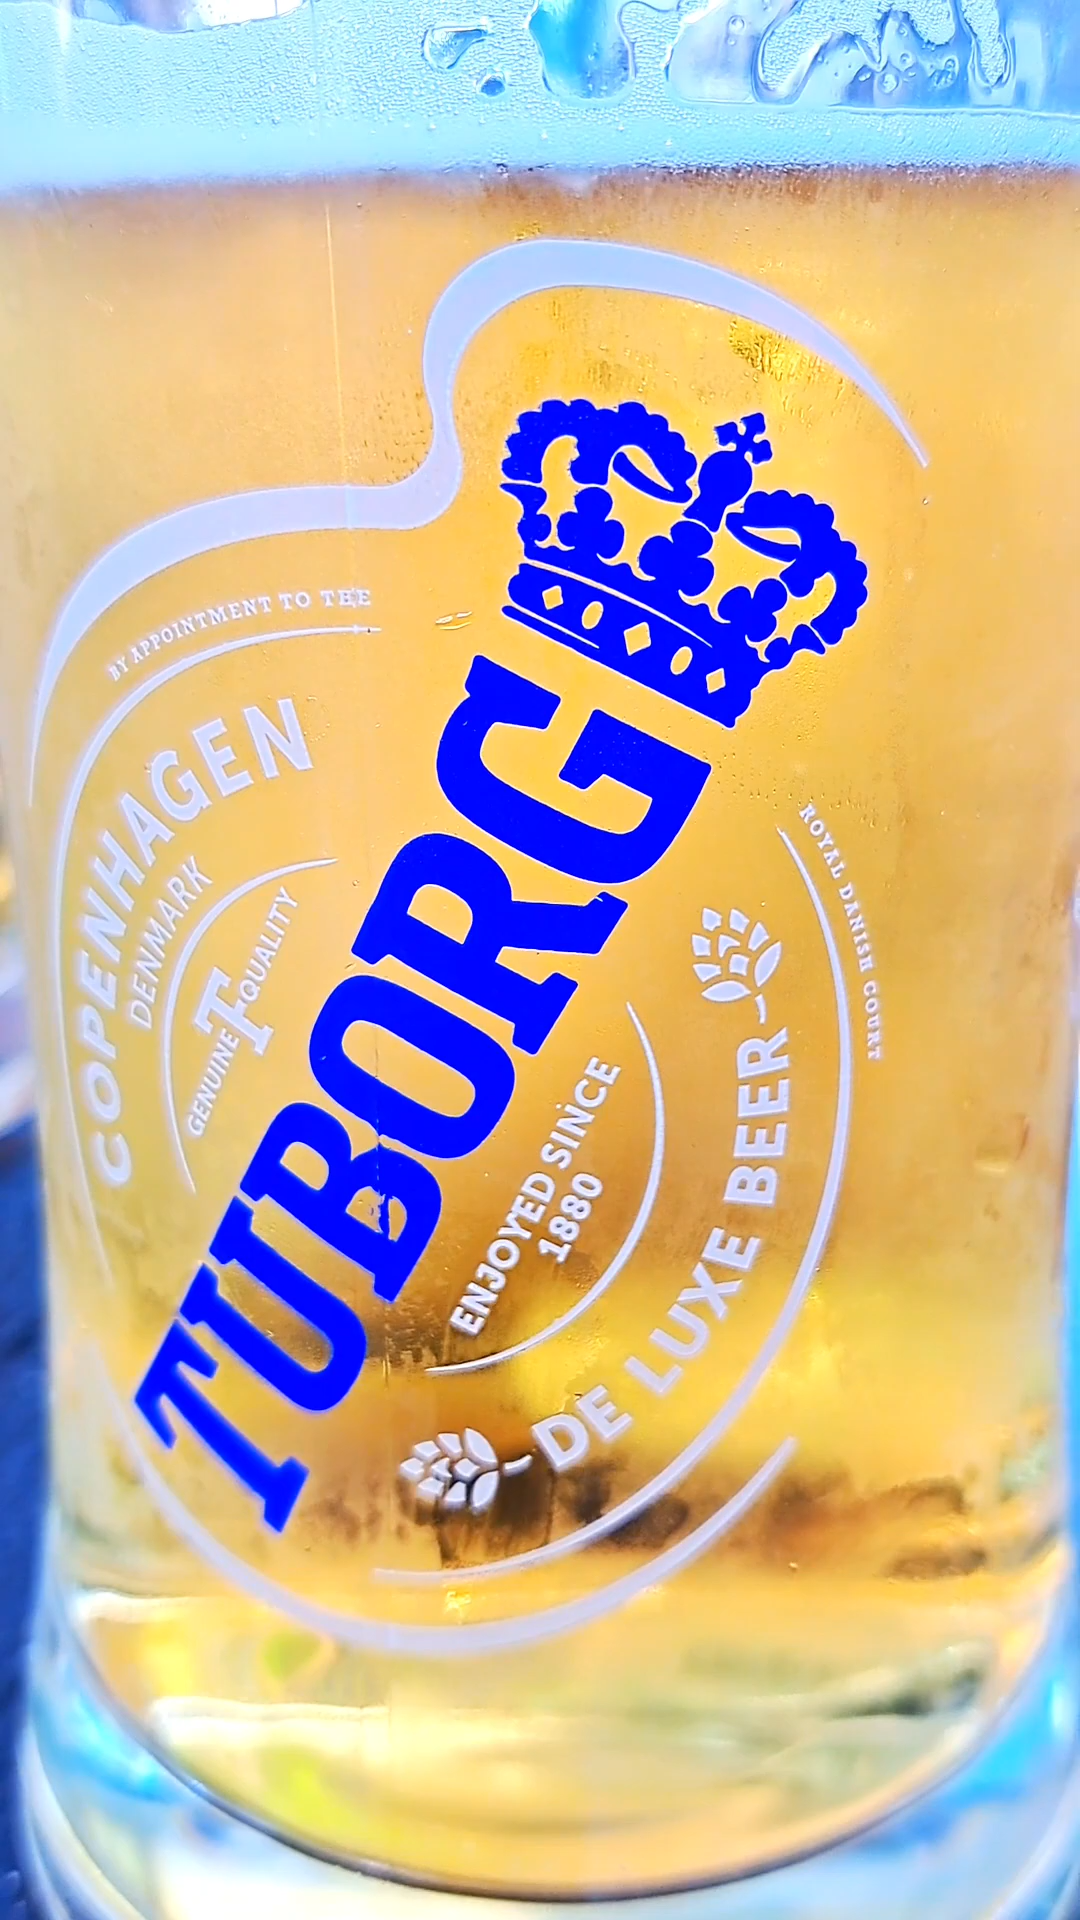 BY APPOINTMENT TO THE
ROYAL DANISH COURT
COPENHAGEN
DENMARK
GENUINE T QUALITY
TUBORG
ENJOYED SINCE
1880
DE LUXE BEER